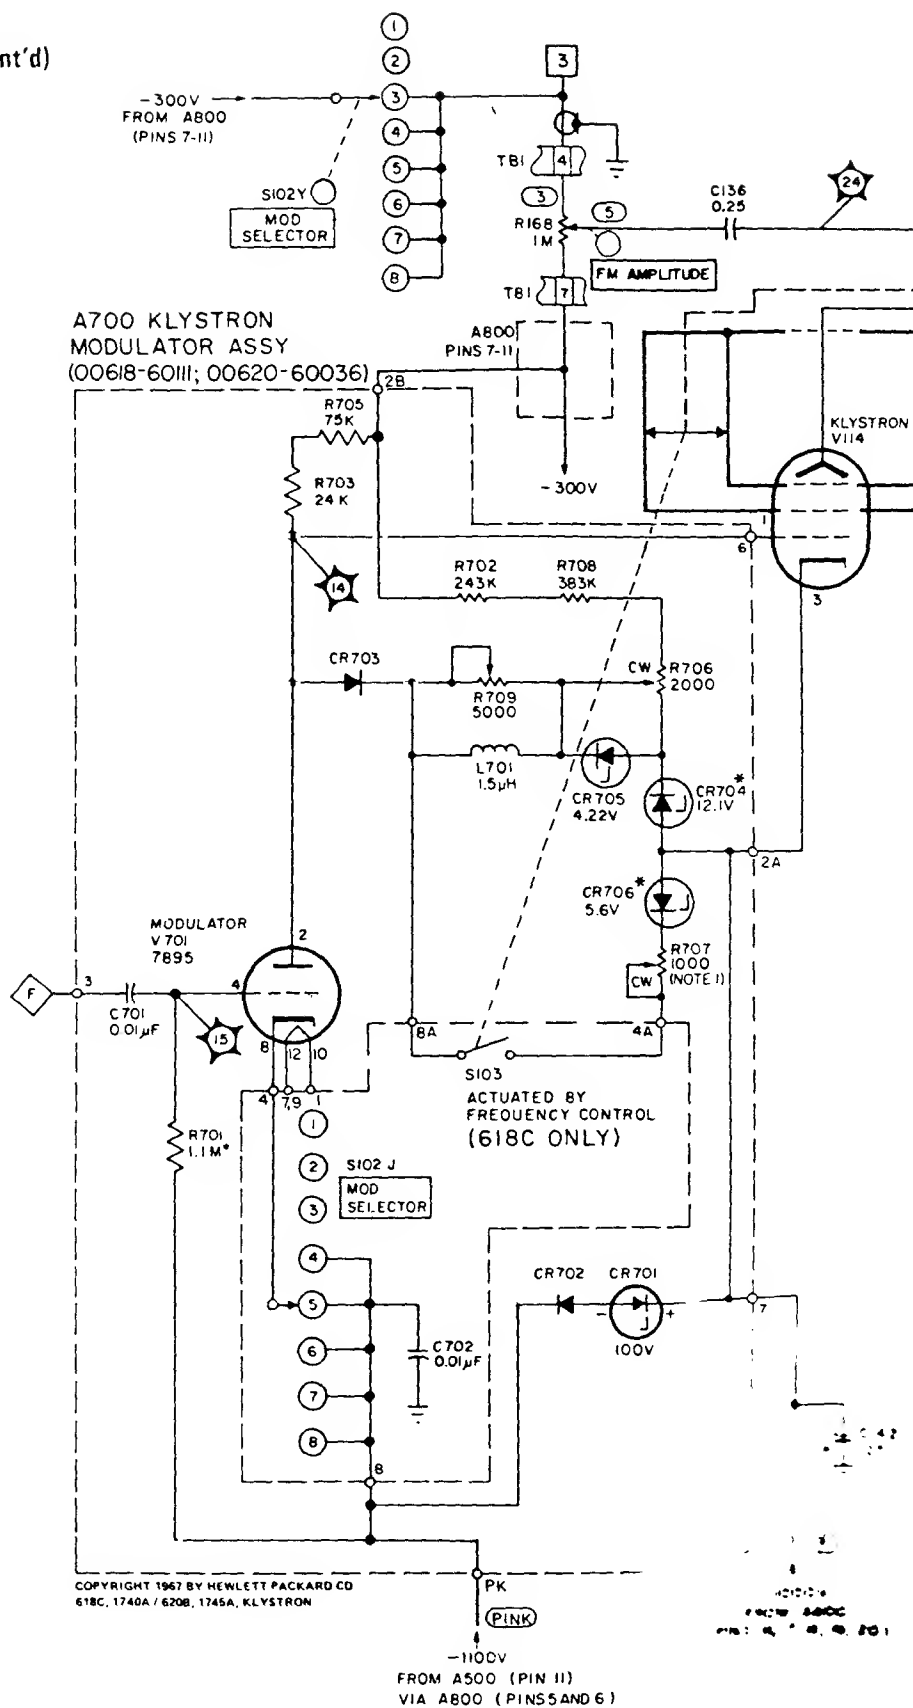 nt'd)
1
2
3
4
5
6
7
8
-300V
FROM A800
(PINS 7-11)
S102Y
MOD
SELECTOR
3
TB1
4
3
5
R168
1M
FM AMPLITUDE
TB1
7
C136
0.25
24
A800
PINS 7-11
-300V
A700 KLYSTRON
MODULATOR ASSY
(00618-60111; 00620-60036)
2B
R705
75K
R703
24K
14
KLYSTRON
V114
1
6
3
R702
243K
R708
383K
CR703
R709
5000
CW
R706
2000
L701
1.5µH
CR705
4.22V
CR704*
12.1V
2A
CR706*
5.6V
R707
1000
(NOTE 1)
CW
MODULATOR
V701
7895
2
F
3
4
C701
0.01µF
15
8
12
10
8A
4A
S103
ACTUATED BY
FREQUENCY CONTROL
(618C ONLY)
4
7,9
1
R701
1.1M*
1
2
3
4
5
6
7
8
S102J
MOD
SELECTOR
C702
0.01µF
CR702
CR701
-
+
100V
7
8
COPYRIGHT 1967 BY HEWLETT PACKARD CO
618C, 1740A / 620B, 1745A, KLYSTRON
PK
PINK
-1100V
FROM A500 (PIN 11)
VIA A800 (PINS 5 AND 6)